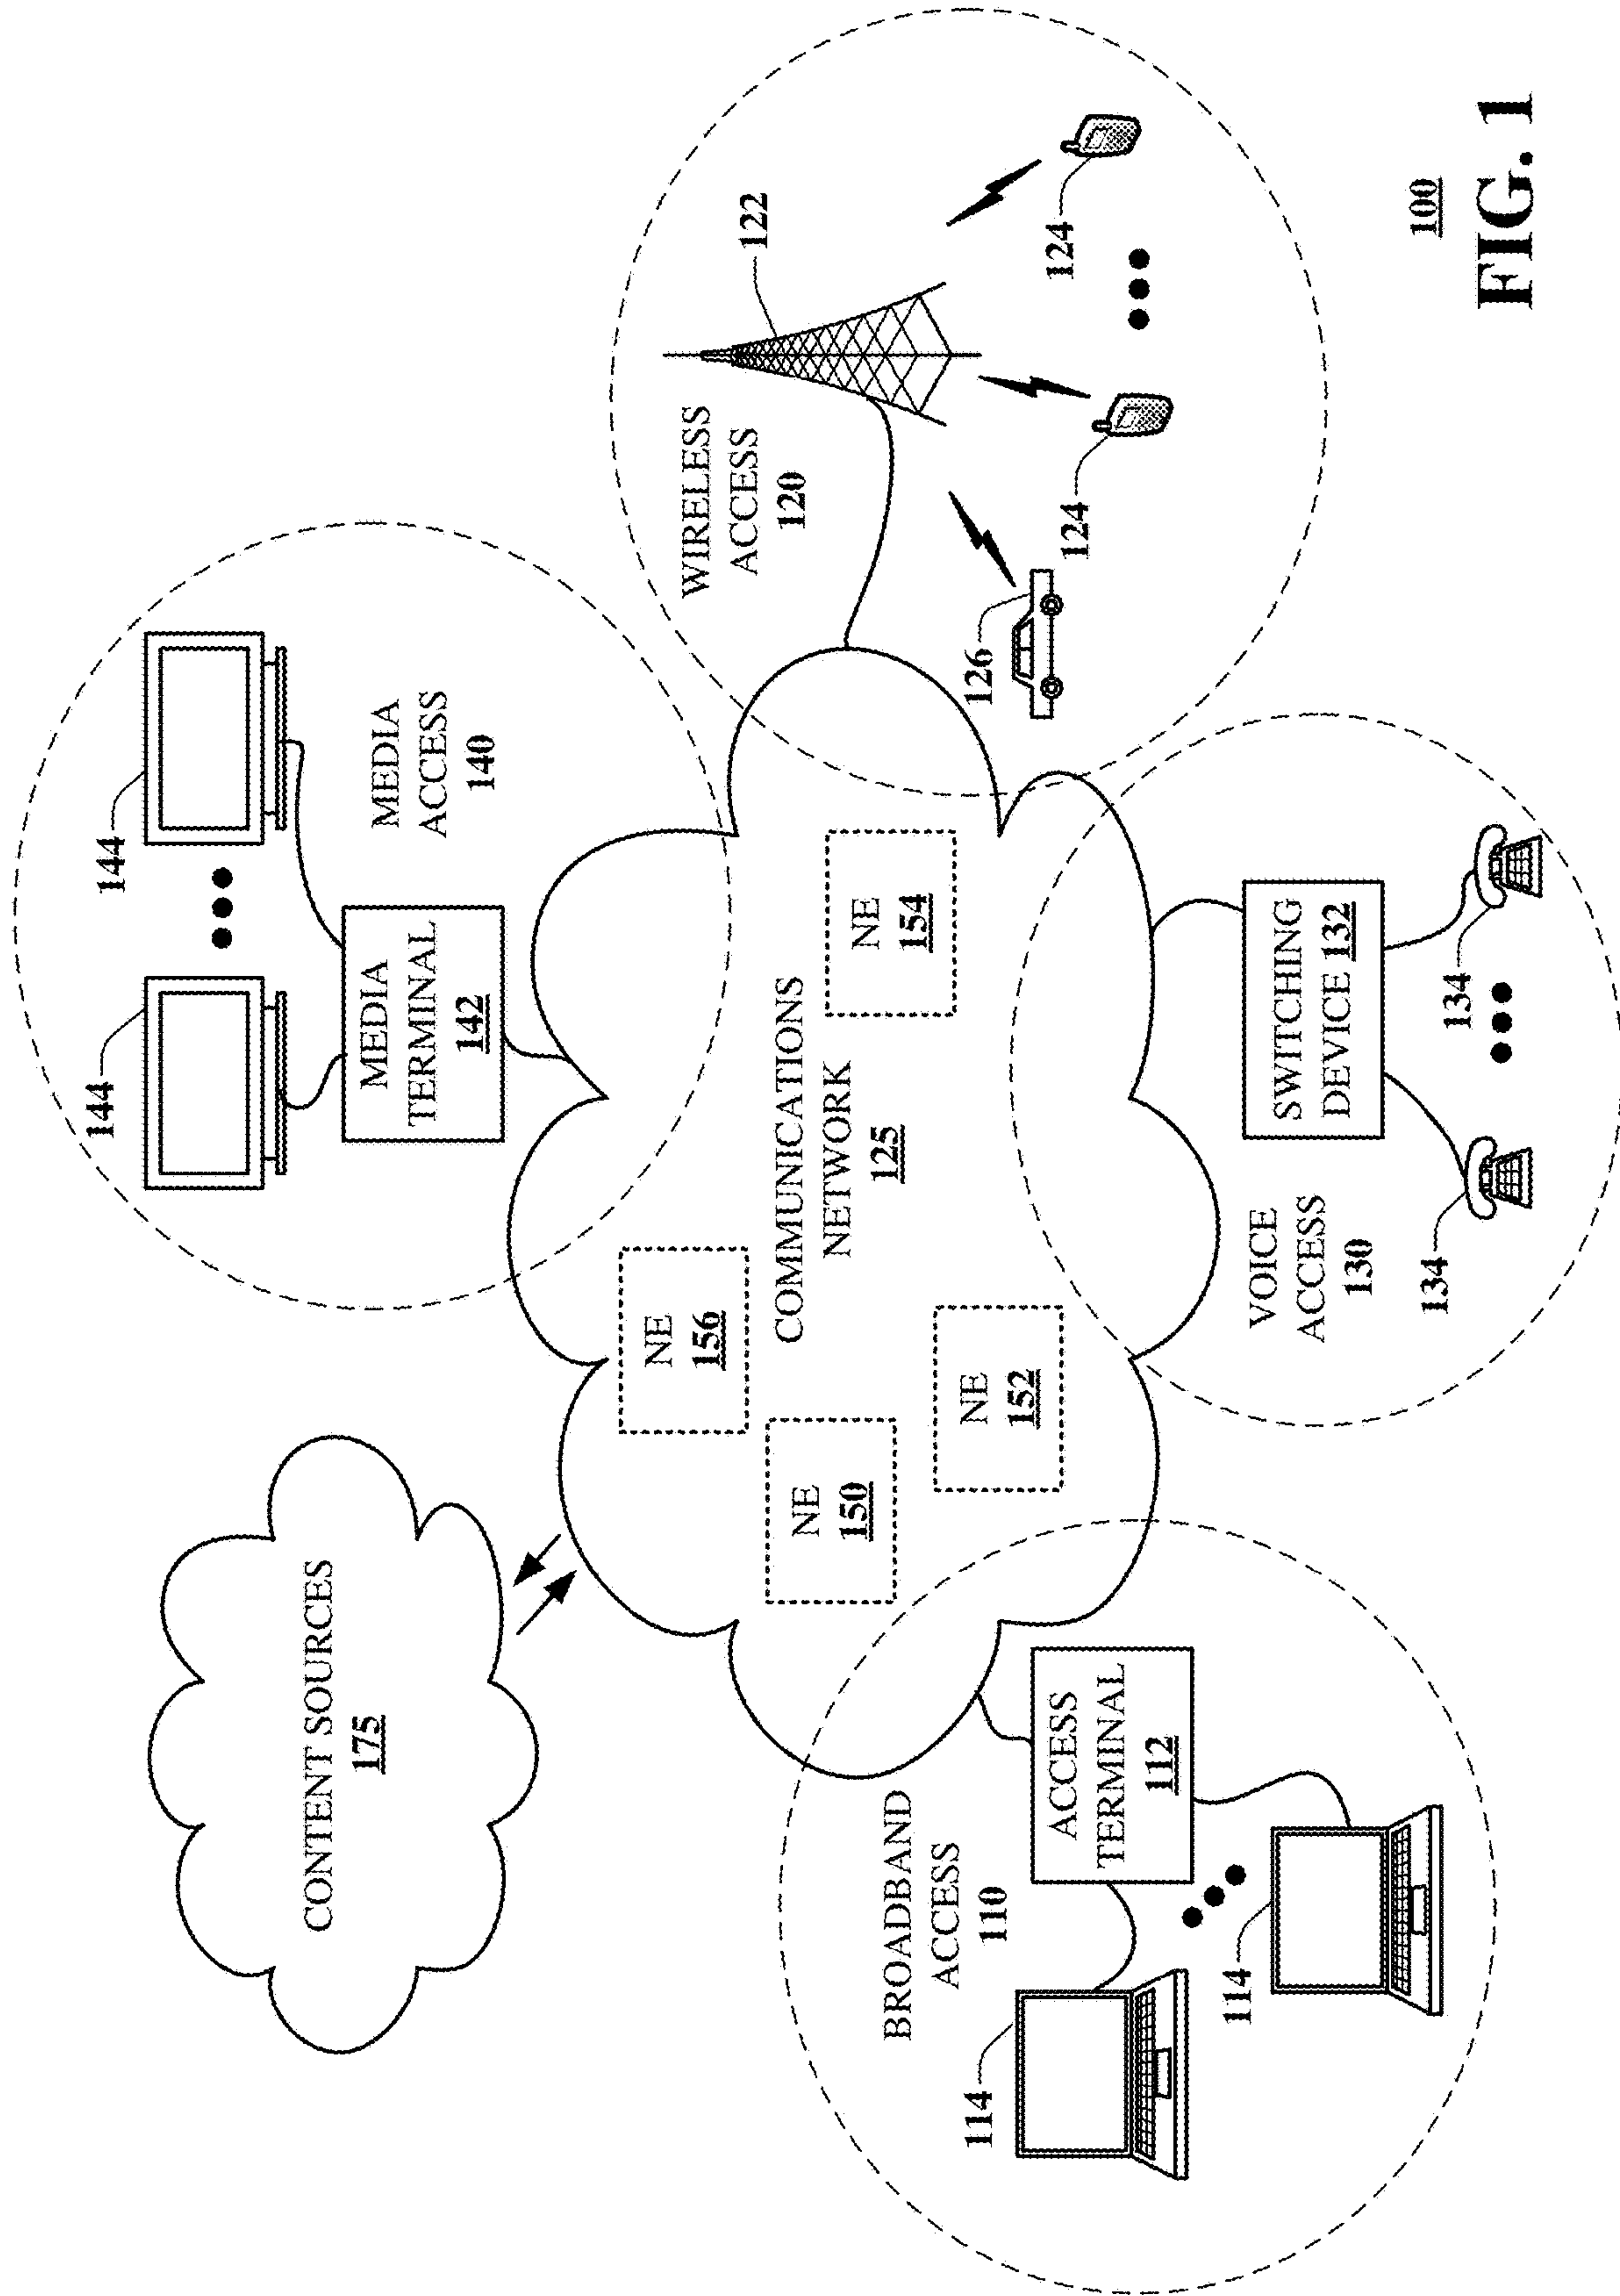 CONTENT SOURCES
175
144
144
MEDIA
TERMINAL
142
MEDIA
ACCESS
140
NE
156
NE
150
NE
152
COMMUNICATIONS
NETWORK
125
NE
154
WIRELESS
ACCESS
120
122
126
124
124
BROADBAND
ACCESS
110
ACCESS
TERMINAL
112
114
114
VOICE
ACCESS
130
SWITCHING
DEVICE 132
134
134
100
FIG. 1